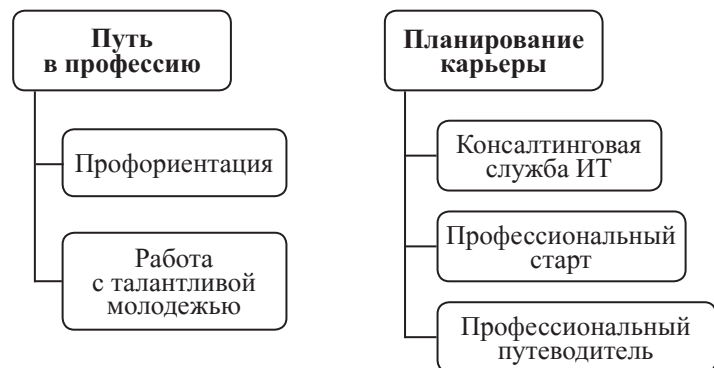 Путь
в профессию
Профориентация
Работа
с талантливой
молодежью
Планирование
карьеры
Консалтинговая
служба ИТ
Профессиональный
старт
Профессиональный
путеводитель